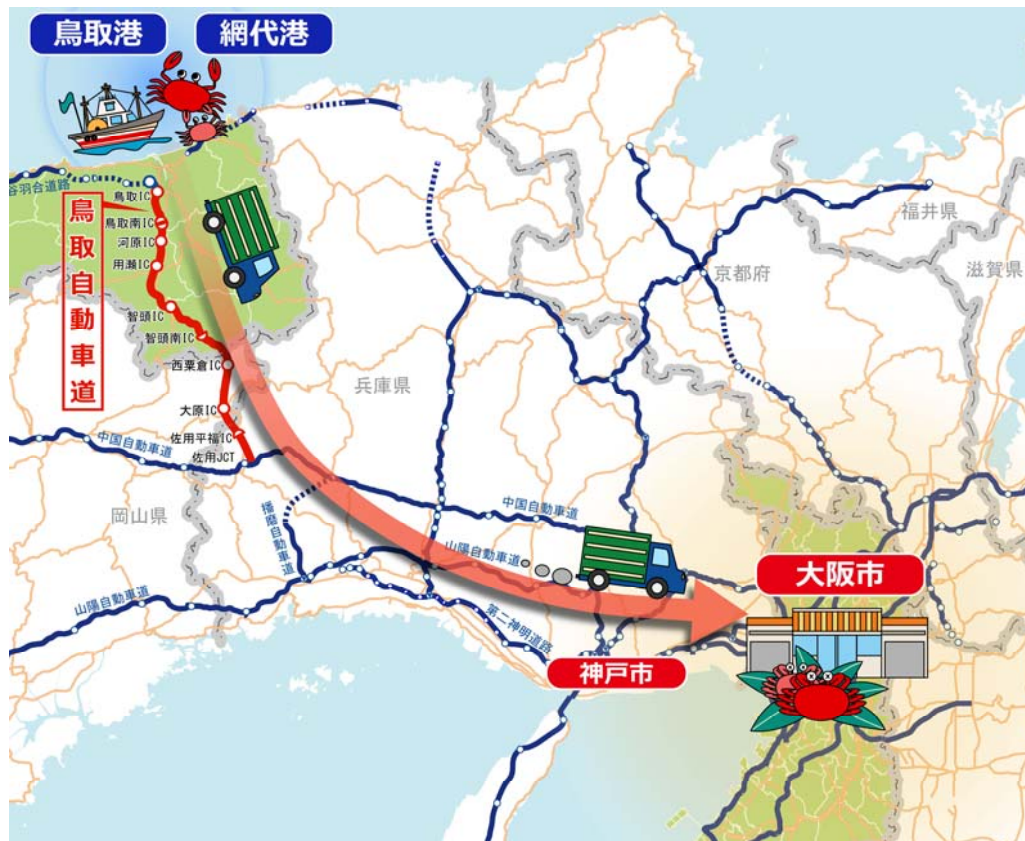 鳥取港
網代港
谷羽合道路
鳥取IC
鳥取南IC
河原IC
用瀬IC
智頭IC
智頭南IC
西粟倉IC
大原IC
佐用平福IC
佐用JCT
鳥取自動車道
福井県
滋賀県
京都府
兵庫県
岡山県
中国自動車道
播磨自動車道
中国自動車道
山陽自動車道
山陽自動車道
第二神明道路
大阪市
神戸市